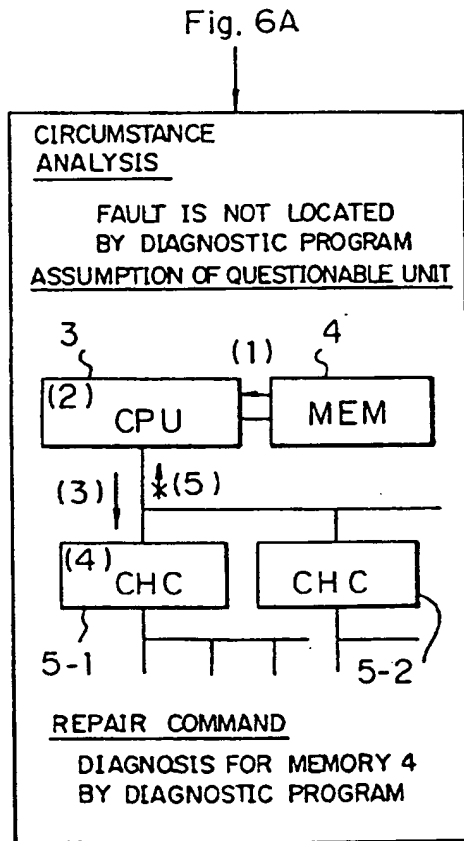 Fig. 6A
CIRCUMSTANCE
ANALYSIS
FAULT IS NOT LOCATED
BY DIAGNOSTIC PROGRAM
ASSUMPTION OF QUESTIONABLE UNIT
3 (1) 4
(2) CPU MEM
(3) (5)
(4) CHC CHC
5-1 5-2
REPAIR COMMAND
DIAGNOSIS FOR MEMORY 4
BY DIAGNOSTIC PROGRAM